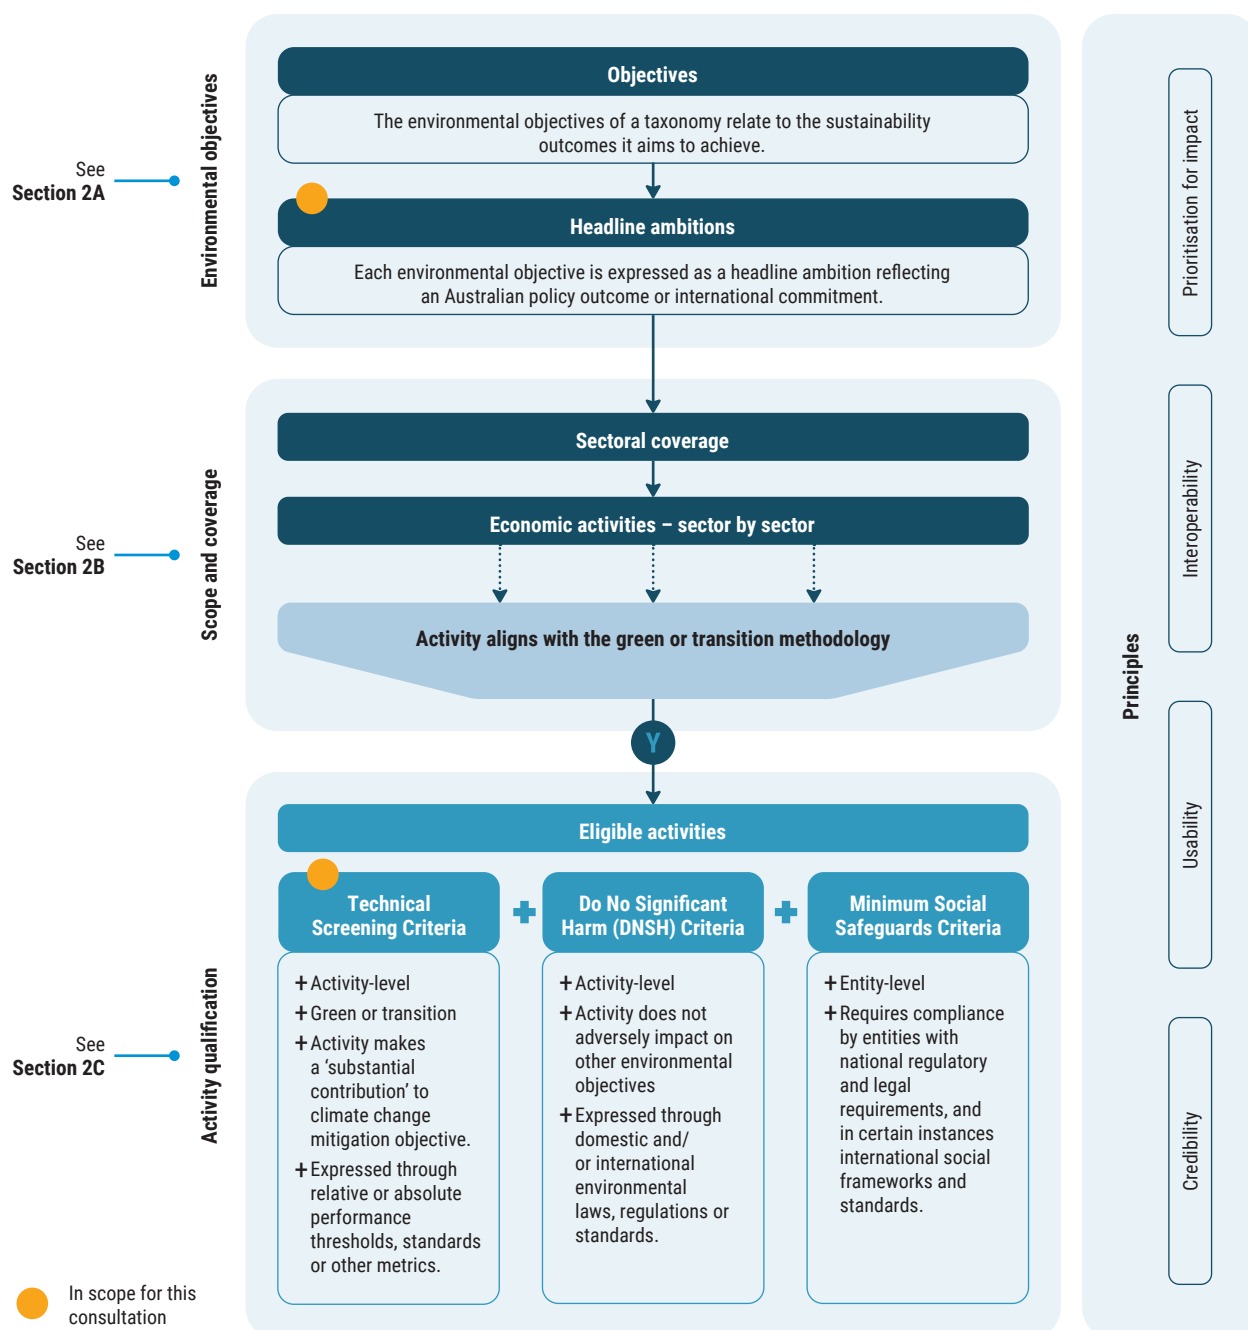 Objectives
The environmental objectives of a taxonomy relate to the sustainability
outcomes it aims to achieve.
Environmental objectives
See
Section 2A
Headline ambitions
Each environmental objective is expressed as a headline ambition reflecting
an Australian policy outcome or international commitment.
Sectoral coverage
Economic activities – sector by sector
Scope and coverage
See
Section 2B
Activity aligns with the green or transition methodology
Y
Eligible activities
Technical
Screening Criteria
+ Activity-level
+ Green or transition
+ Activity makes
a ‘substantial
contribution’ to
climate change
mitigation objective.
+ Expressed through
relative or absolute
performance
thresholds, standards
or other metrics.
+
Do No Significant
Harm (DNSH) Criteria
+ Activity-level
+ Activity does not
adversely impact on
other environmental
objectives
+ Expressed through
domestic and/
or international
environmental
laws, regulations or
standards.
+
Minimum Social
Safeguards Criteria
+ Entity-level
+ Requires compliance
by entities with
national regulatory
and legal
requirements, and
in certain instances
international social
frameworks and
standards.
Activity qualification
See
Section 2C
In scope for this
consultation
Principles
Prioritisation for impact
Interoperability
Usability
Credibility